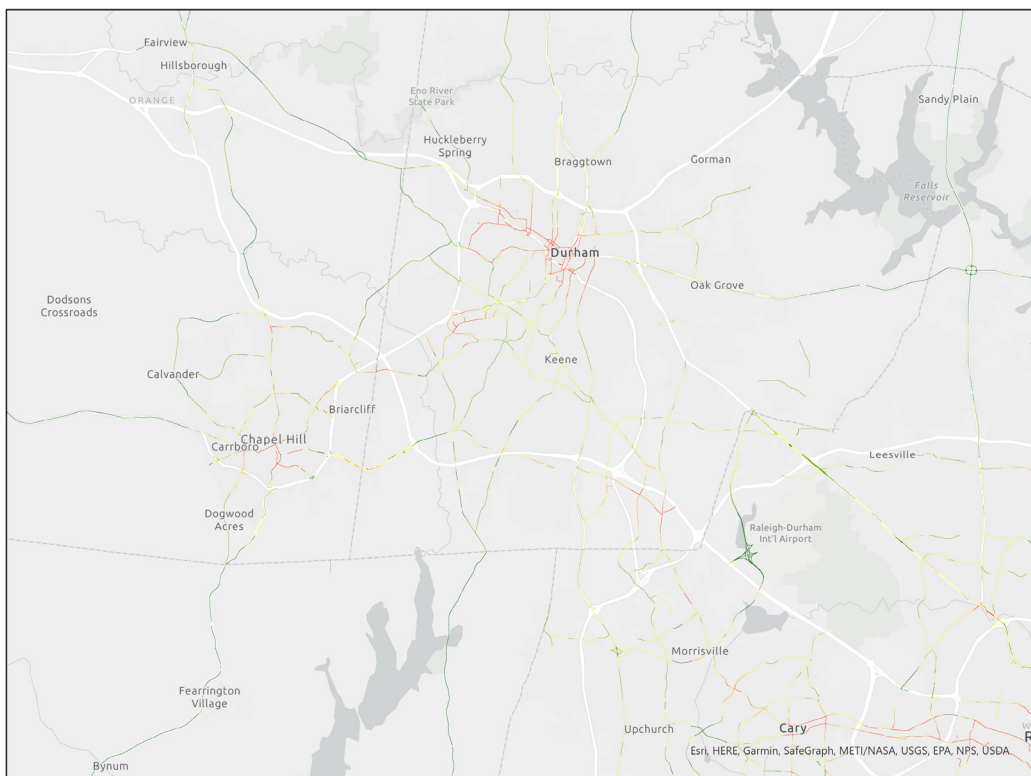 Fairview
Hillsborough
ORANGE
Eno River
State Park
Sandy Plain
Huckleberry
Spring
Braggtown
Gorman
Falls
Reservoir
Durham
Oak Grove
Dodsons
Crossroads
Keene
Calvander
Briarcliff
Chapel Hill
Carrboro
Leesville
Dogwood
Acres
Raleigh-Durham
Int'l Airport
Morrisville
Fearrington
Village
Upchurch
Cary
W
R
Esri, HERE, Garmin, SafeGraph, METI/NASA, USGS, EPA, NPS, USDA
Bynum